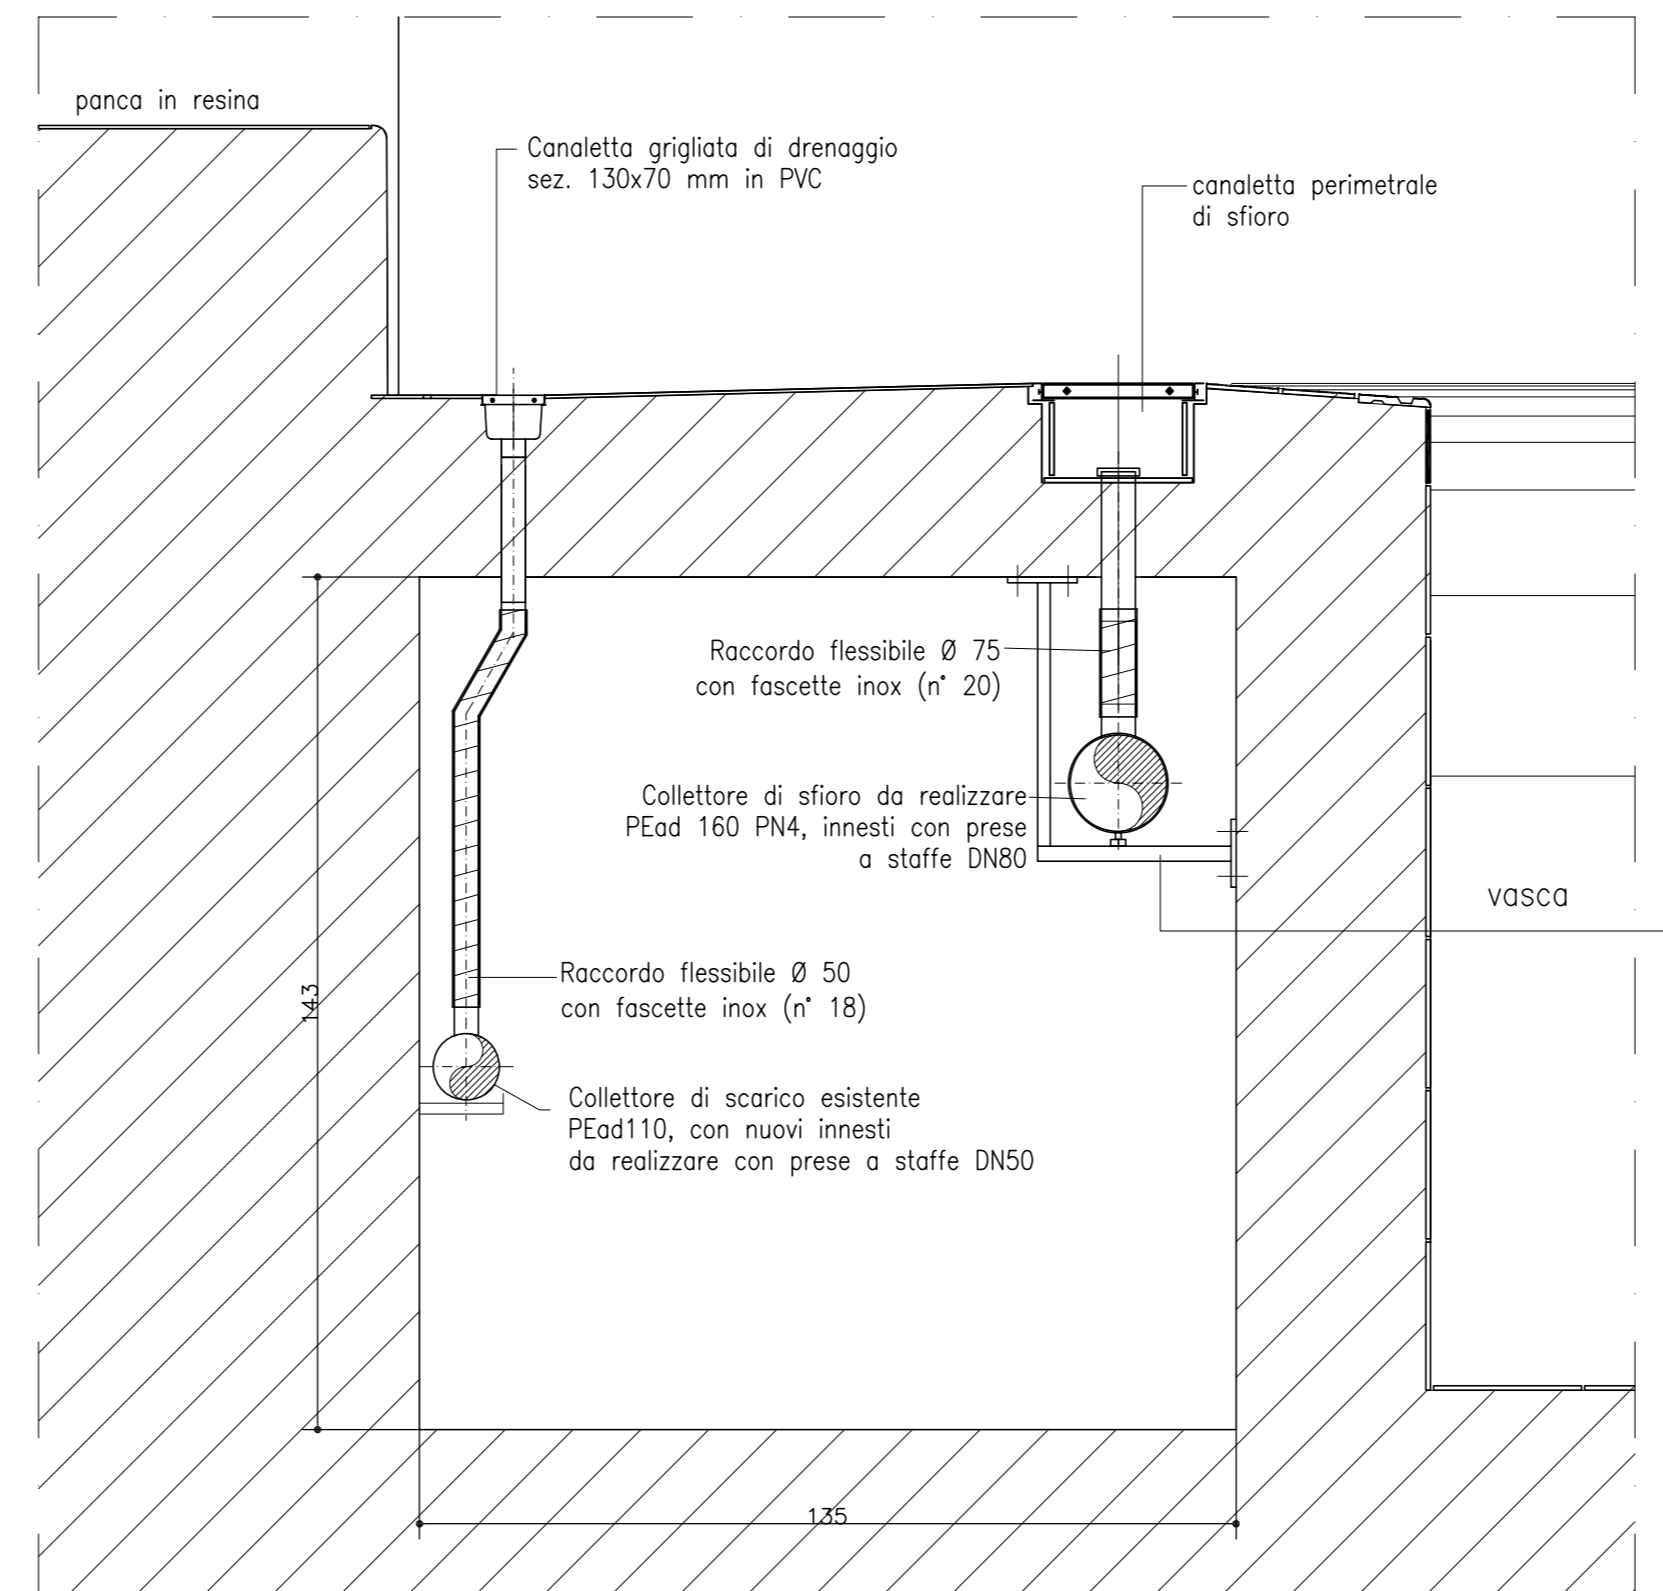 panca in resina
Canaletta grigliata di drenaggio
sez. 130x70 mm in PVC
canaletta perimetrale
di sfioro
Raccordo flessibile Ø 75
con fascette inox (n° 20)
Collettore di sfioro da realizzare
PEad 160 PN4, innesti con prese
a staffe DN80
vasca
Raccordo flessibile Ø 50
con fascette inox (n° 18)
143
Collettore di scarico esistente
PEad110, con nuovi innesti
da realizzare con prese a staffe DN50
135